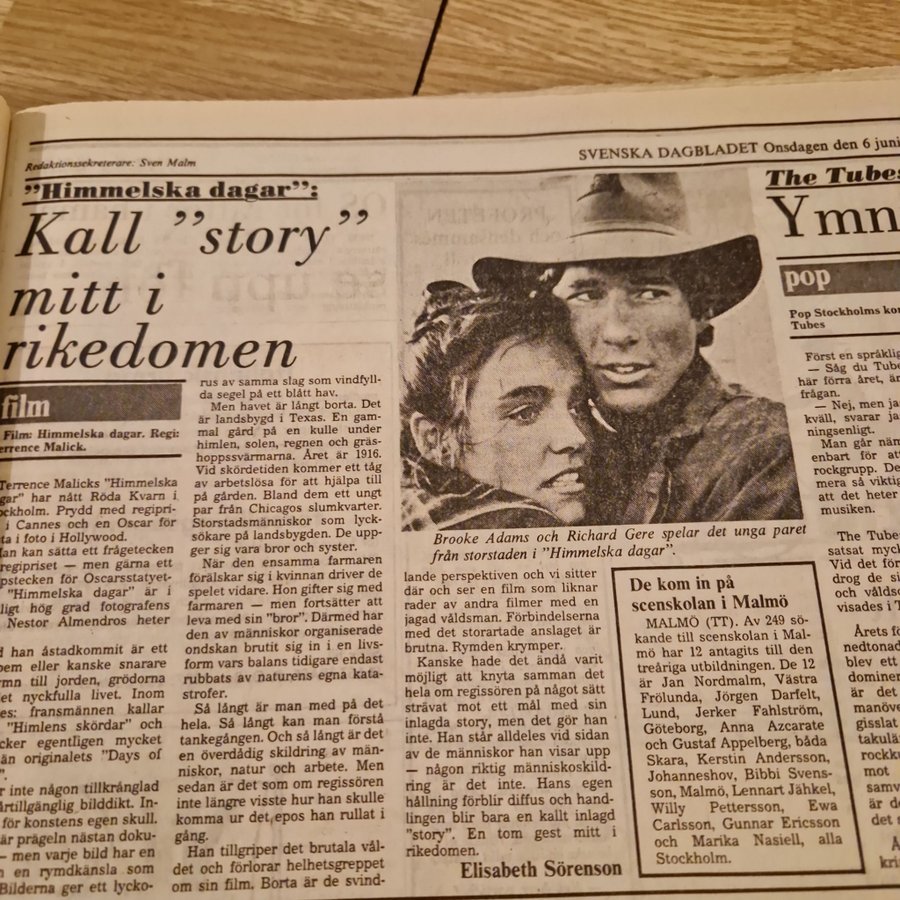 Redaktionssekreterare: Sven Malm
SVENSKA DAGBLADET Onsdagen den 6 juni
"Himmelska dagar":
Kall "story"
mitt i
rikedomen
film
Film: Himmelska dagar. Regi:
Terrence Malick.
Terrence Malicks "Himmelska
har nått Röda Kvarn i
Prydd med regipri-
i Cannes och en Oscar för
foto i Hollywood.
Man kan sätta ett frågetecken
regipriset — men gärna ett
för Oscarsstatyet-
"Himmelska dagar" är i
hög grad fotografens
Nestor Almendros heter
han åstadkommit är ett
eller kanske snarare
till jorden, grödorna
nyckfulla livet. Inom
fransmännen kallar
"Himlens skördar" och
egentligen mycket
än originalets "Days of
inte någon tillkrånglad
bilddikt. In-
för konstens egen skull.
är prägeln nästan doku-
— men varje bild har en
en rymdkänsla som
Bilderna ger ett lycko-
rus av samma slag som vindfyll-
da segel på ett blått hav.
Men havet är långt borta. Det
är landsbygd i Texas. En gam-
mal gård på en kulle under
himlen, solen, regnen och gräs-
hoppssvärmarna. Året är 1916.
Vid skördetiden kommer ett tåg
av arbetslösa för att hjälpa till
på gården. Bland dem ett ungt
par från Chicagos slumkvarter.
Storstadsmänniskor som lyck-
sökare på landsbygden. De upp-
ger sig vara bror och syster.
När den ensamma farmaren
förälskar sig i kvinnan driver de
spelet vidare. Hon gifter sig med
farmaren — men fortsätter att
leva med sin "bror". Därmed har
den av människor organiserade
ondskan brutit sig in i en livs-
form vars balans tidigare endast
rubbats av naturens egna kata-
strofer.
Så långt är man med på det
hela. Så långt kan man förstå
tankegången. Och så långt är det
en överdådig skildring av män-
niskor, natur och arbete. Men
sedan är det som om regissören
inte längre visste hur han skulle
komma ur det epos han rullat i
gång.
Han tillgriper det brutala vål-
det och förlorar helhetsgreppet
om sin film. Borta är de svind-
Brooke Adams och Richard Gere spelar det unga paret
från storstaden i "Himmelska dagar".
lande perspektiven och vi sitter
där och ser en film som liknar
rader av andra filmer med en
jagad våldsman. Förbindelserna
med det storartade anslaget är
brutna. Rymden krymper.
Kanske hade det ändå varit
möjligt att knyta samman det
hela om regissören på något sätt
strävat mot ett mål med sin
inlagda story, men det gör han
inte. Han står alldeles vid sidan
av de människor han visar upp
– någon riktig människoskild-
ring är det inte. Hans egen
hållning förblir diffus och hand-
lingen blir bara en kallt inlagd
"story". En tom gest mitt i
rikedomen.
Elisabeth Sörenson
De kom in på
scenskolan i Malmö
MALMÖ (TT). Av 249 sö-
kande till scenskolan i Mal-
mö har 12 antagits till den
treåriga utbildningen. De 12
är Jan Nordmalm, Västra
Frölunda, Jörgen Darfelt,
Lund, Jerker Fahlström,
Göteborg, Anna Azcarate
och Gustaf Appelberg, båda
Skara, Kerstin Andersson,
Johanneshov, Bibbi Svens-
son, Malmö, Lennart Jähkel,
Willy Pettersson, Ewa
Carlsson, Gunnar Ericsson
och Marika Nasiell, alla
Stockholm.
The Tubes
Ymn
pop
Pop Stockholms kon
Tubes
Först en språklig
— Såg du Tube
här förra året, är
frågan.
— Nej, men ja
kväll, svarar ja
ningsenligt.
Man går näm
enbart för at
rockgrupp. De
mera så viktig
att det heter
musiken.
The Tube
satsat myck
Vid det för
drog de si
och våldso
visades i T
Årets f
nedtonad
blev ett
dominer
är det
manöve
gisslat
takulä
rockku
mot
samv
är de
det
kri